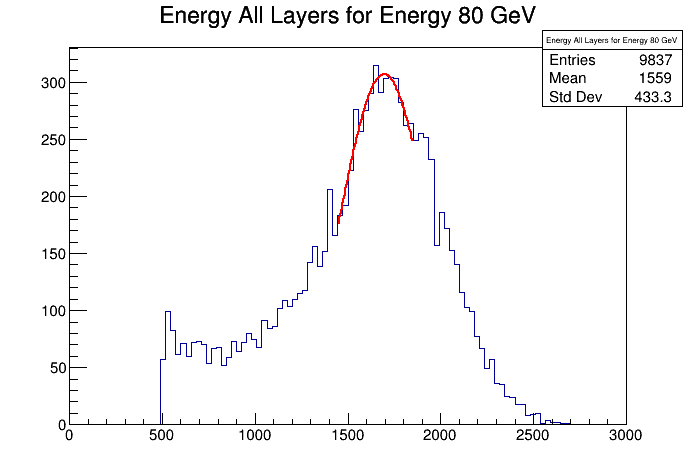 Energy All Layers for Energy 80 GeV
Energy All Layers for Energy 80 GeV
Entries 9837
Mean 1559
Std Dev 433.3
300
250
200
150
100
50
0
0 500 1000 1500 2000 2500 3000